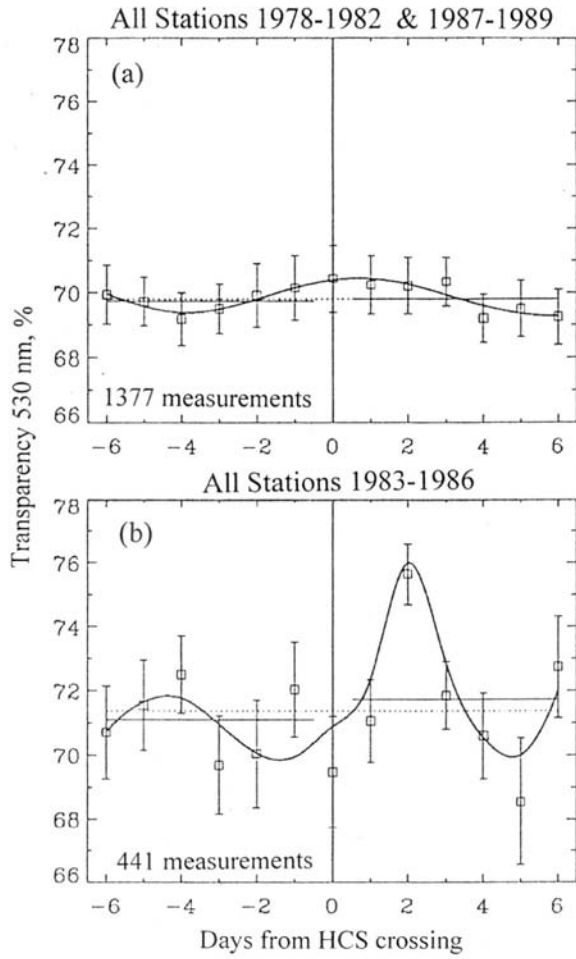 All Stations 1978-1982 & 1987-1989
78
(a)
76
74
72
70
68
1377 measurements
66
-6 -4 -2 0 2 4 6
Transparency 530 nm, %
All Stations 1983-1986
78
(b)
76
74
72
70
68
441 measurements
66
-6 -4 -2 0 2 4 6
Days from HCS crossing